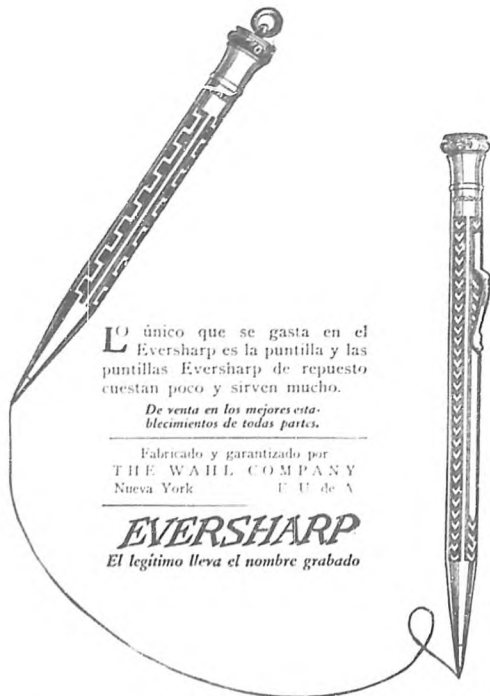 LO único que se gasta en el
Eversharp es la puntilla y las
puntillas Eversharp de repuesto
cuestan poco y sirven mucho.
De venta en los mejores esta-
blecimientos de todas partes.
Fabricado y garantizado por
THE WAHL COMPANY
Nueva York E U de A
EVERSHARP
El legítimo lleva el nombre grabado